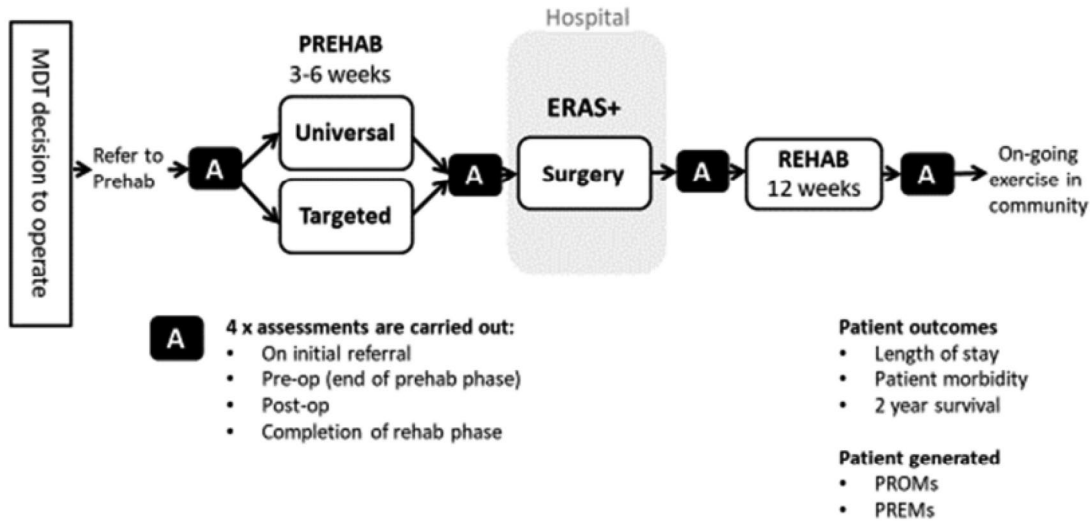 Hospital
MDT decision to operate
Refer to
Prehab
A
PREHAB
3-6 weeks
Universal
Targeted
A
ERAS+
Surgery
A
REHAB
12 weeks
A
On-going
exercise in
community
A
4 x assessments are carried out:
• On initial referral
• Pre-op (end of prehab phase)
• Post-op
• Completion of rehab phase
Patient outcomes
• Length of stay
• Patient morbidity
• 2 year survival
Patient generated
• PROMs
• PREMs